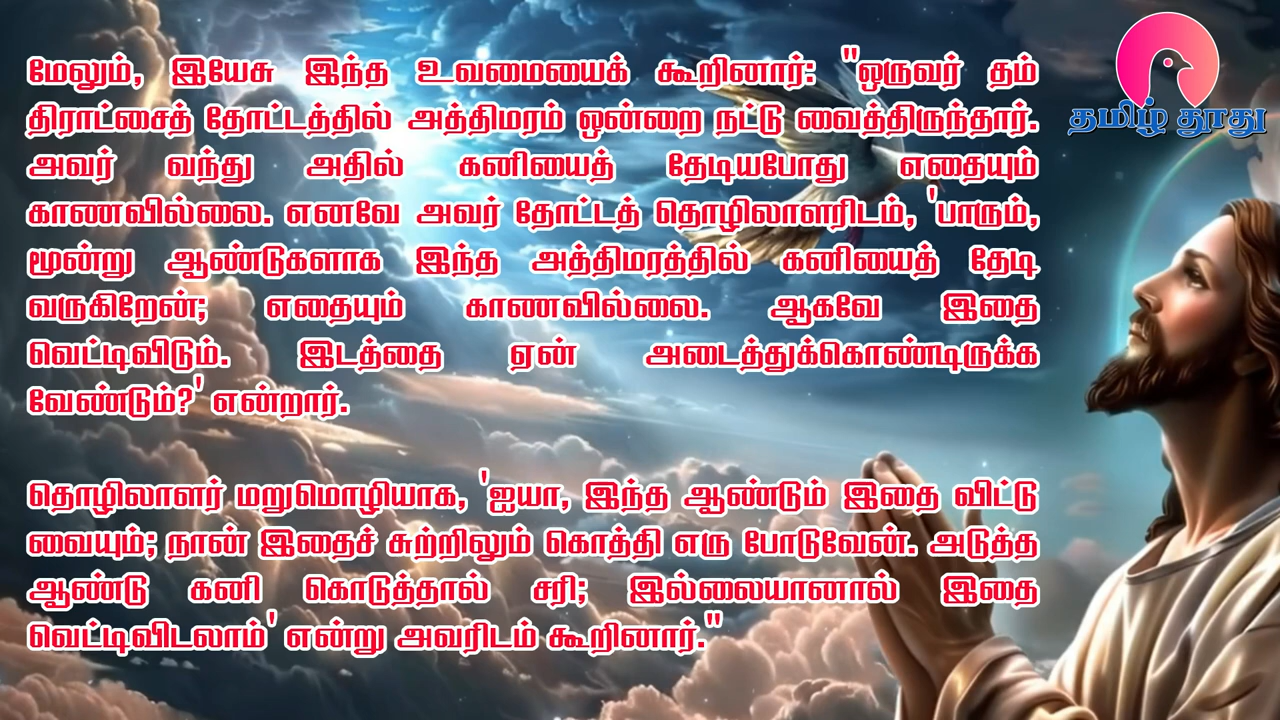 மேலும், இயேசு இந்த உவமையைக் கூறினார்: "ஒருவர் தம்
திராட்சைத் தோட்டத்தில் அத்திமரம் ஒன்றை நட்டு வைத்திருந்தார்.
அவர் வந்து அதில் கனியைத் தேடியபோது எதையும்
காணவில்லை. எனவே அவர் தோட்டத் தொழிலாளரிடம், 'பாரும்,
மூன்று ஆண்டுகளாக இந்த அத்திமரத்தில் கனியைத் தேடி
வருகிறேன்; எதையும் காணவில்லை. ஆகவே இதை
வெட்டிவிடும். இடத்தை ஏன் அடைத்துக்கொண்டிருக்க
வேண்டும்?' என்றார்.
தொழிலாளர் மறுமொழியாக, 'ஐயா, இந்த ஆண்டும் இதை விட்டு
வையும்; நான் இதைச் சுற்றிலும் கொத்தி எரு போடுவேன். அடுத்த
ஆண்டு கனி கொடுத்தால் சரி; இல்லையானால் இதை
வெட்டிவிடலாம்' என்று அவரிடம் கூறினார்."
தமிழ் தூது